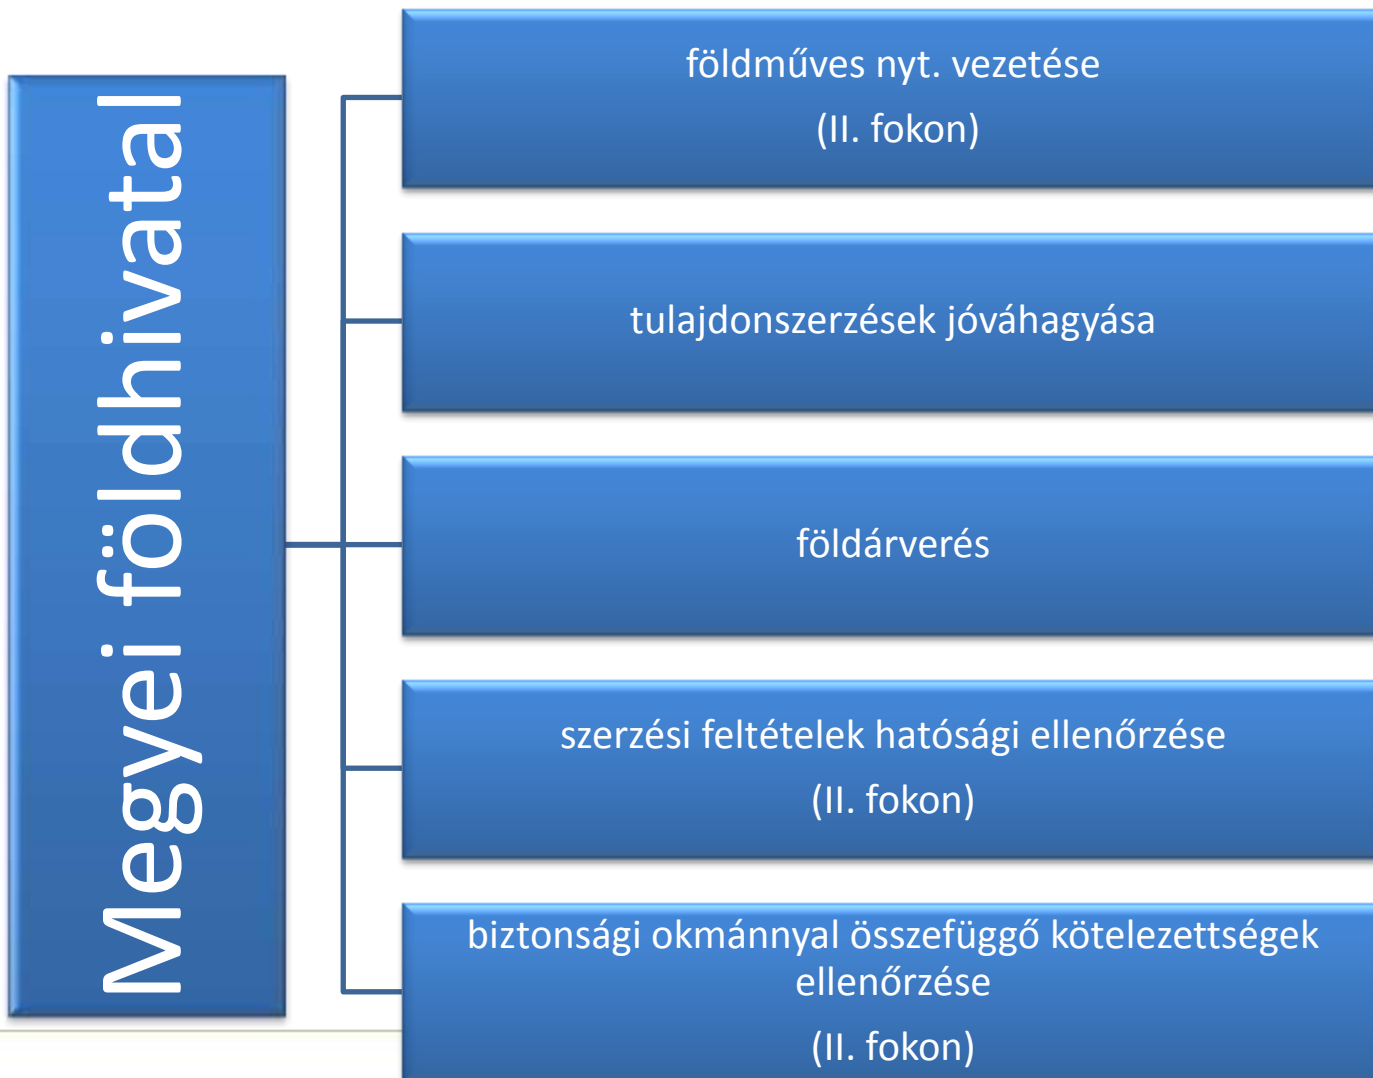 Megyei földhivatal
földműves nyt. vezetése
(II. fokon)
tulajdonszerzések jóváhagyása
földárverés
szerzési feltételek hatósági ellenőrzése
(II. fokon)
biztonsági okmánnyal összefüggő kötelezettségek
ellenőrzése
(II. fokon)